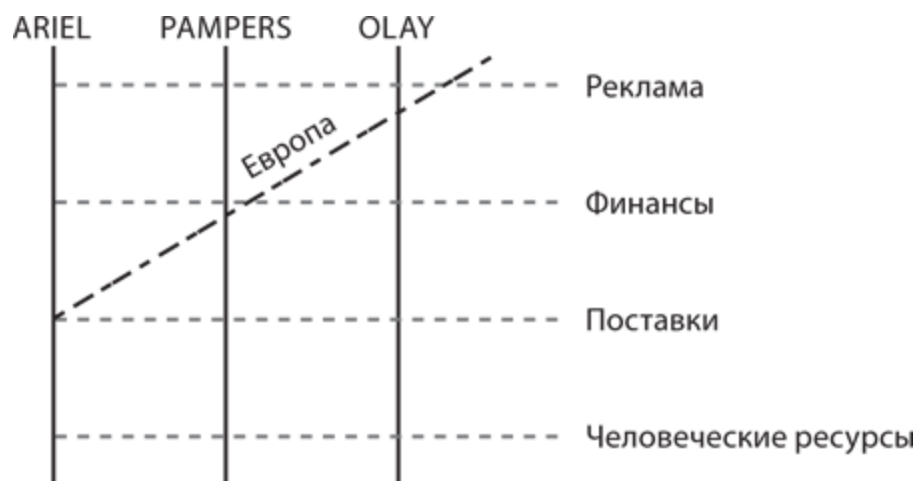 ARIEL PAMPERS OLAY
Реклама
Европа
Финансы
Поставки
Человеческие ресурсы